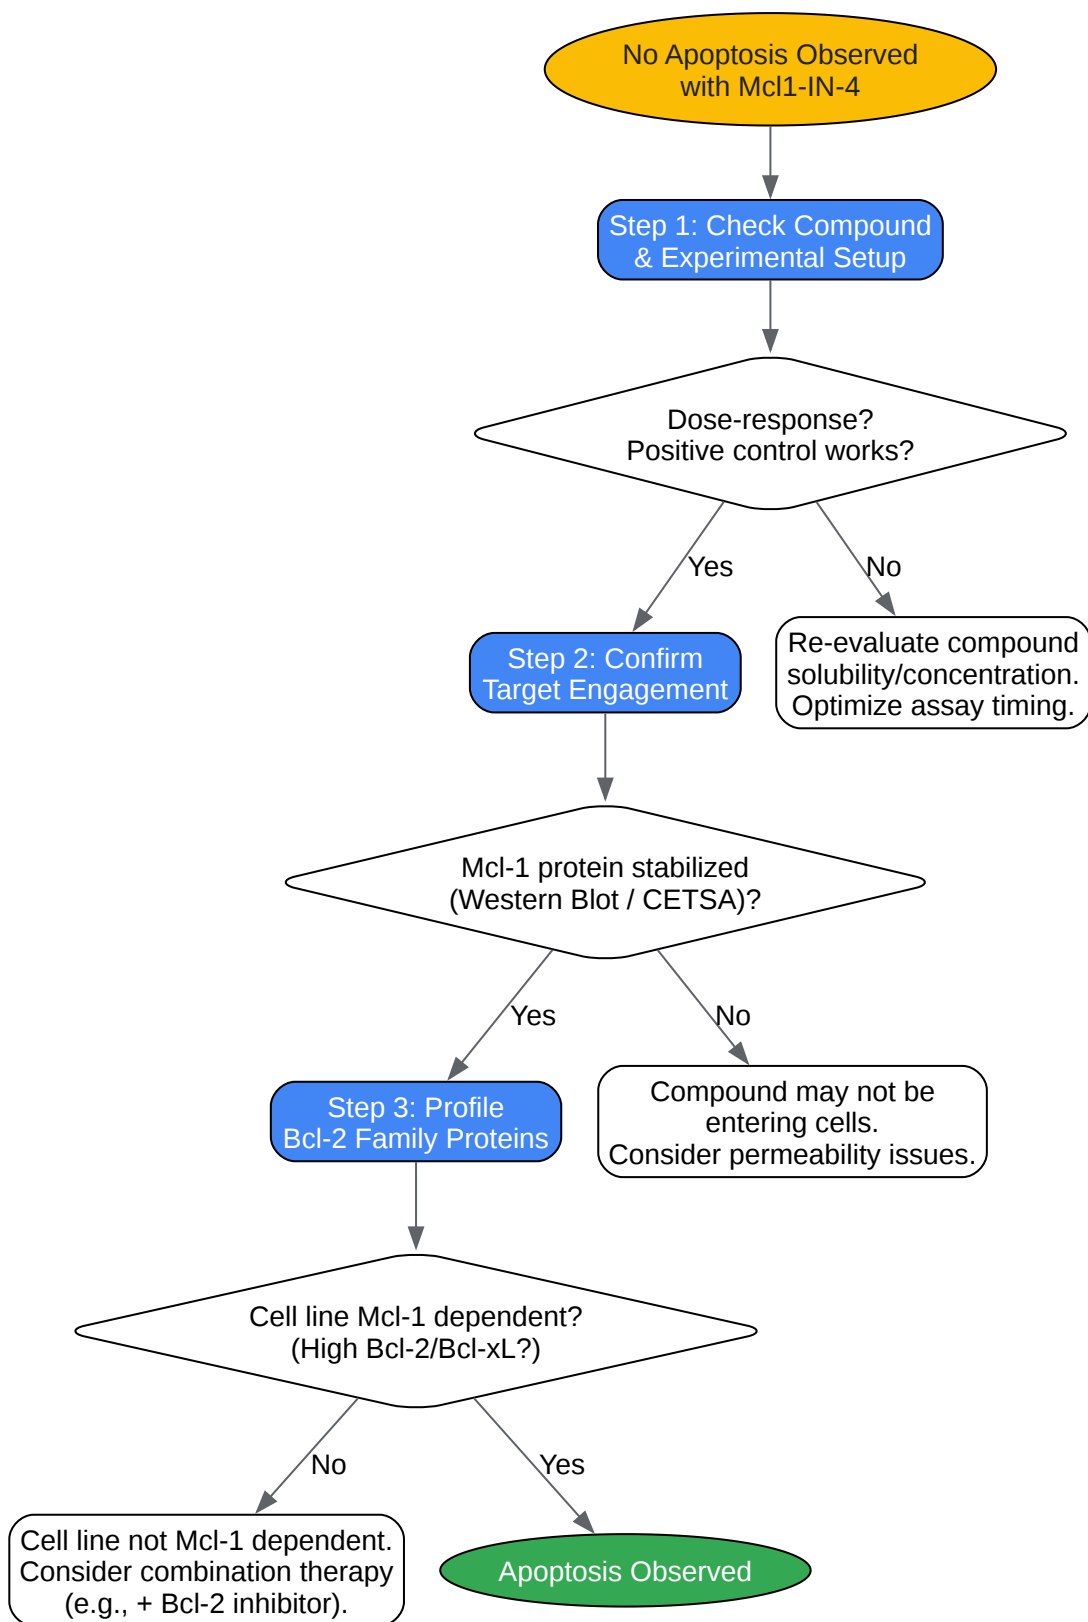 No Apoptosis Observed
with Mcl1-IN-4
Step 1: Check Compound
& Experimental Setup
Dose-response?
Positive control works?
Yes
No
Step 2: Confirm
Target Engagement
Re-evaluate compound
solubility/concentration.
Optimize assay timing.
Mcl-1 protein stabilized
(Western Blot / CETSA)?
Yes
No
Step 3: Profile
Bcl-2 Family Proteins
Compound may not be
entering cells.
Consider permeability issues.
Cell line Mcl-1 dependent?
(High Bcl-2/Bcl-xL?)
No
Yes
Cell line not Mcl-1 dependent.
Consider combination therapy
(e.g., + Bcl-2 inhibitor).
Apoptosis Observed